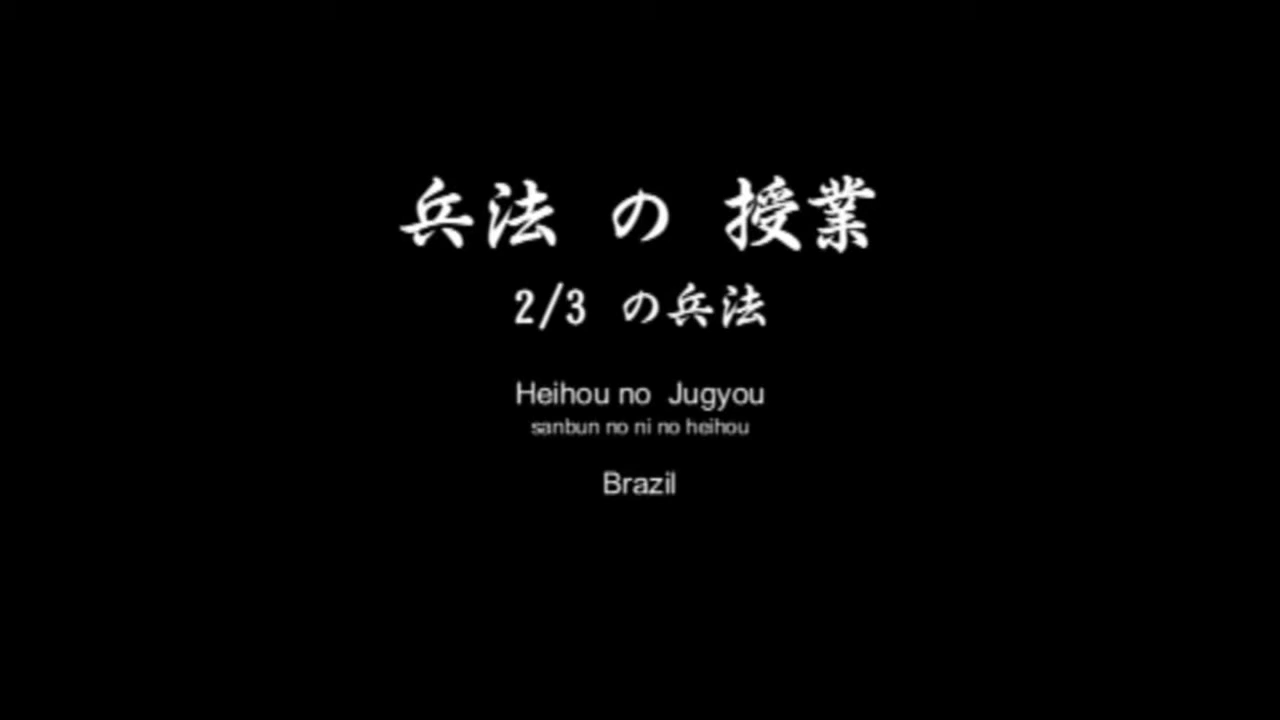 兵法 の 授業
2/3 の兵法
Heihou no Jugyou
sanbun no ni no heihou
Brazil